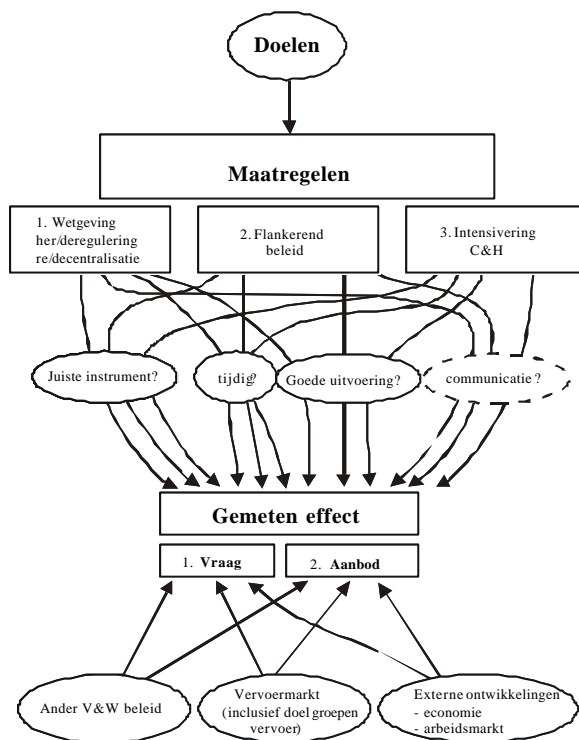 Doelen
Maatregelen
1. Wetgeving
her/deregulering
re/decentralisatie
2. Flankerend
beleid
3. Intensivering
C&H
Juiste instrument?
tijdig?
Goede uitvoering?
communicatie ?
Gemeten effect
1. Vraag
2. Aanbod
Ander V&W beleid
Vervoermarkt
(inclusief doel groepen
vervoer)
Externe ontwikkelingen
- economie
- arbeidsmarkt